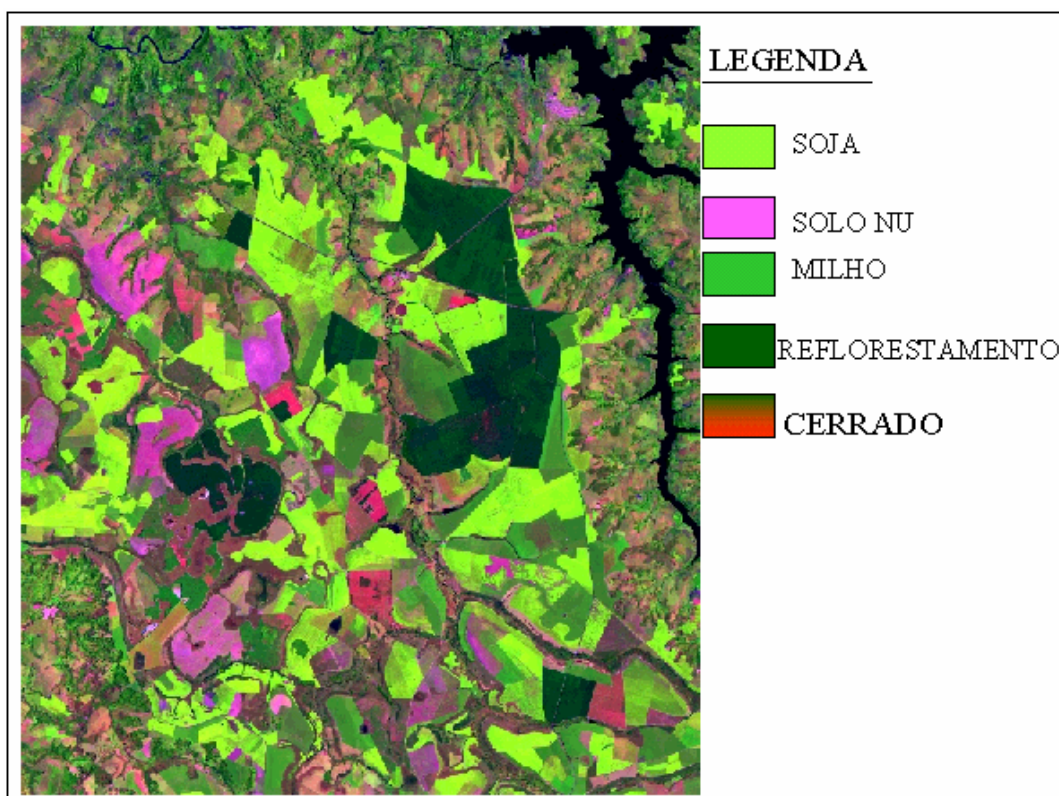 LEGENDA
SOJA
SOLO NU
MILHO
REFLORESTAMENTO
CERRADO